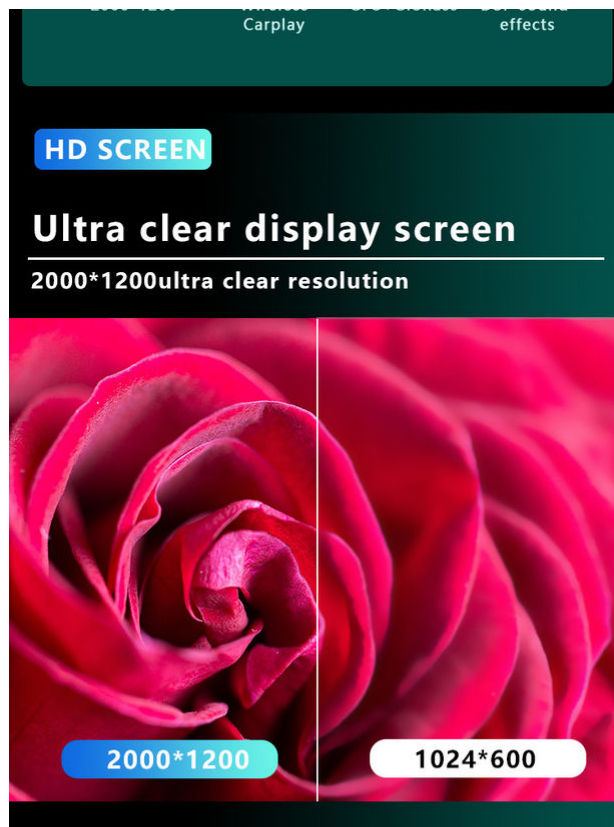 Carplay
effects
HD SCREEN
Ultra clear display screen
2000*1200ultra clear resolution
2000*1200
1024*600